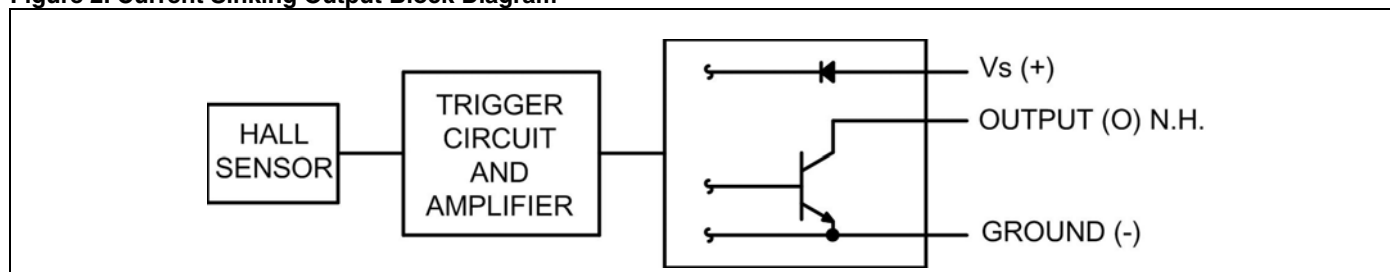 Figure 2. Current Sinking Output Block Diagram
HALL
SENSOR
TRIGGER
CIRCUIT
AND
AMPLIFIER
Vs (+)
OUTPUT (O) N.H.
GROUND (-)